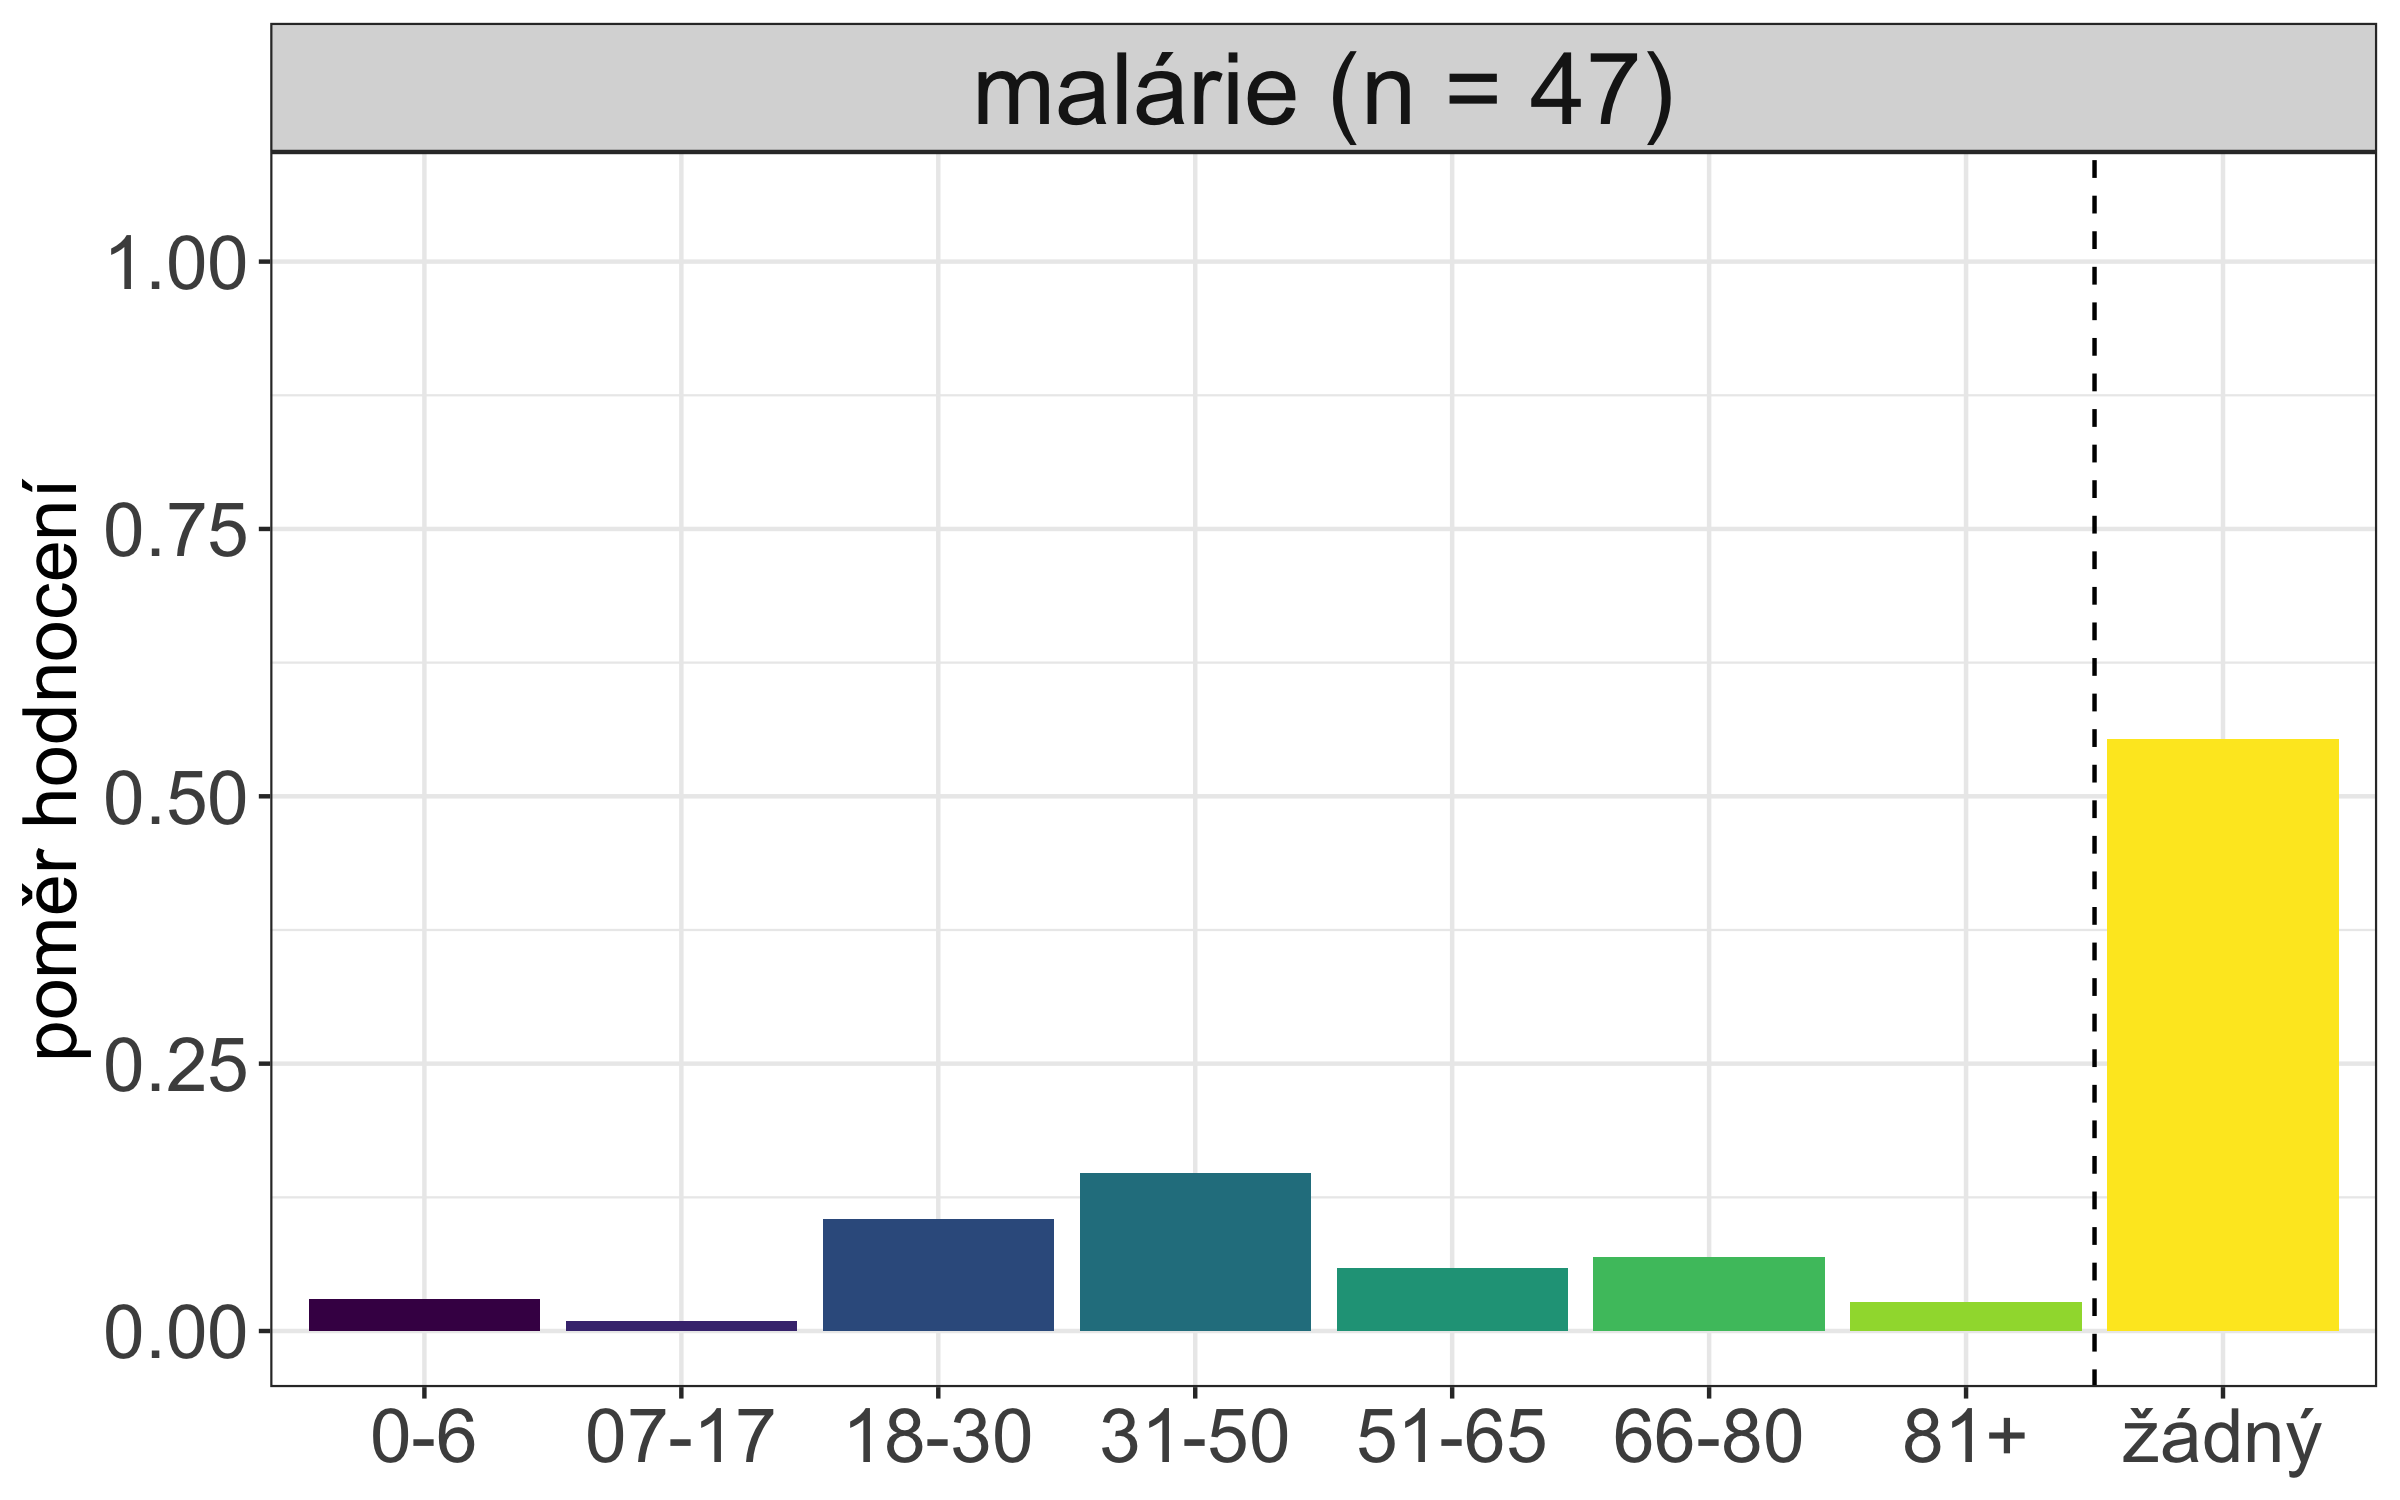 malárie (n = 47)
poměr hodnocení
1.00
0.75
0.50
0.25
0.00
0-6 07-17 18-30 31-50 51-65 66-80 81+ žádný